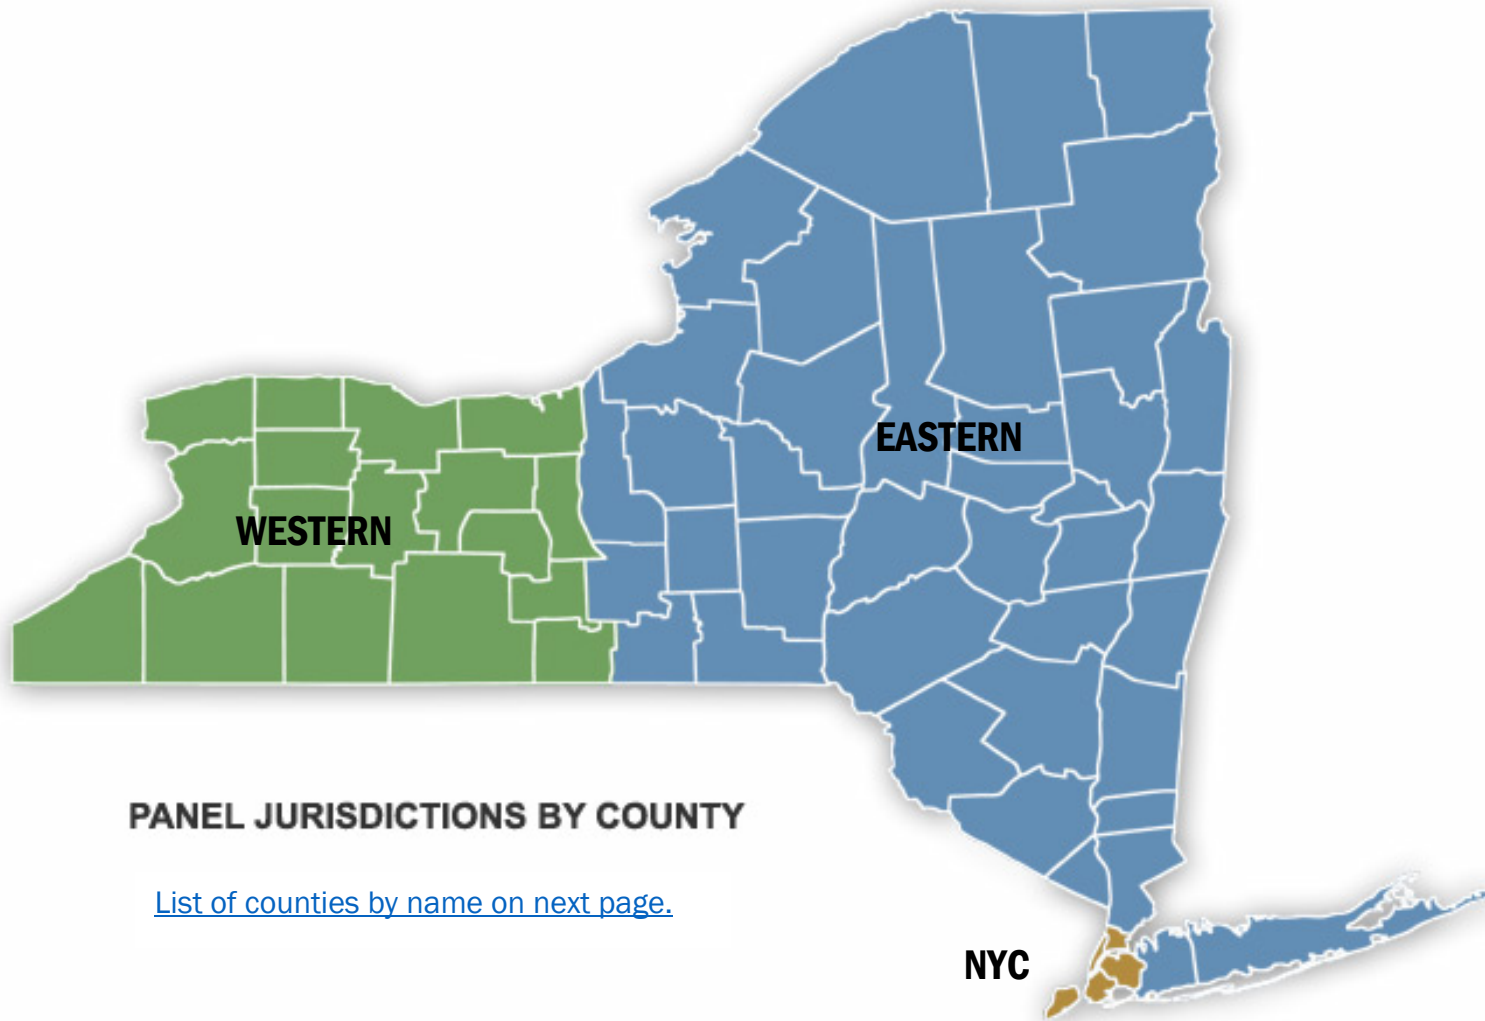 EASTERN
WESTERN
PANEL JURISDICTIONS BY COUNTY
List of counties by name on next page.
NYC